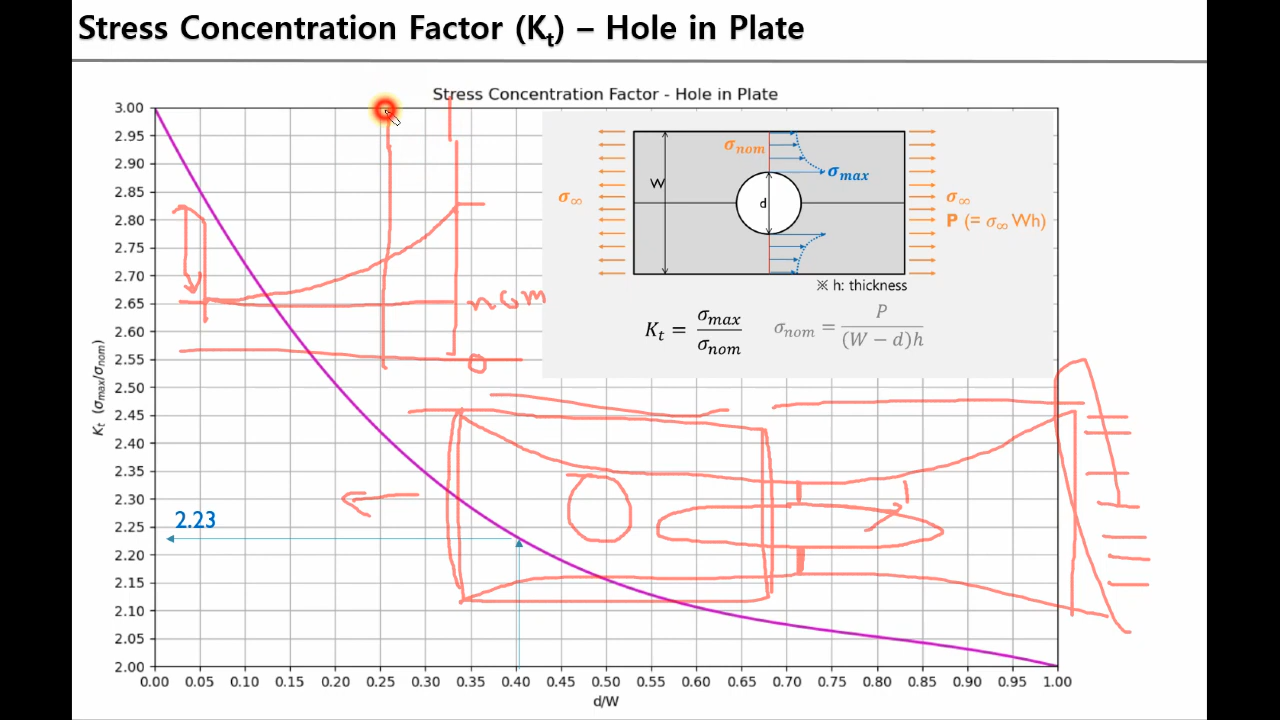 Stress Concentration Factor (Kt) – Hole in Plate
Stress Concentration Factor - Hole in Plate
3.00
2.95
2.90
2.85
2.80
2.75
2.70
2.65
2.60
2.55
2.50
2.45
2.40
2.35
2.30
2.25
2.20
2.15
2.10
2.05
2.00
Kt (σmax/σnom)
σnom
σmax
W
d
σ∞
σ∞
P (= σ∞ Wh)
※ h: thickness
Kt = σmax / σnom
σnom = P / (W − d)h
nom
0
2.23
0.00 0.05 0.10 0.15 0.20 0.25 0.30 0.35 0.40 0.45 0.50 0.55 0.60 0.65 0.70 0.75 0.80 0.85 0.90 0.95 1.00
d/W